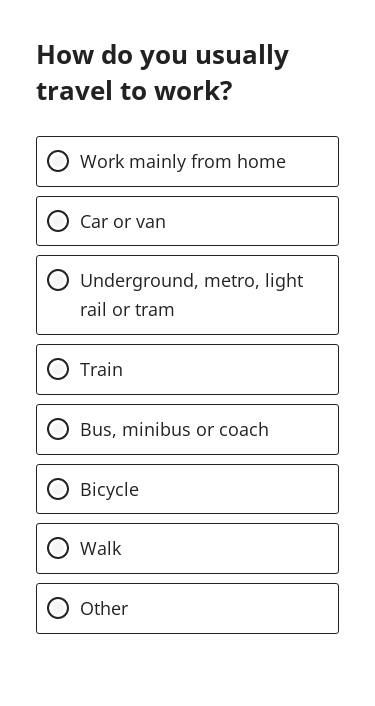 How do you usually
travel to work?
Work mainly from home
Car or van
Underground, metro, light
rail or tram
Train
Bus, minibus or coach
Bicycle
Walk
Other